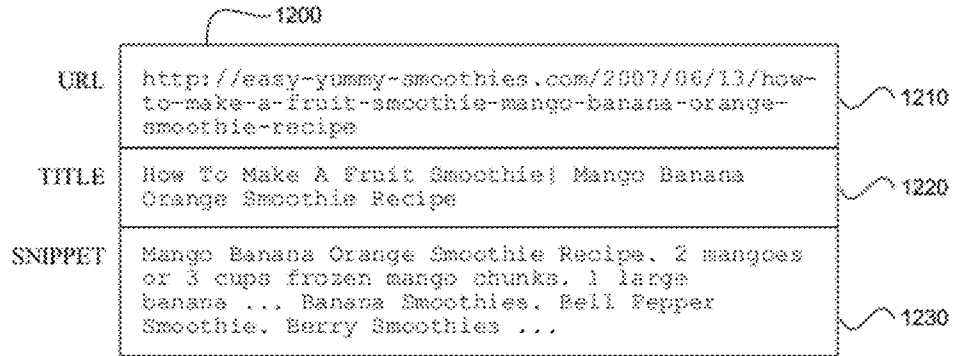 1200
URL
http://easy-yummy-smoothies.com/2007/06/13/how-
to-make-a-fruit-smoothie-mango-banana-orange-
smoothie-recipe
1210
TITLE
How To Make A Fruit Smoothie| Mango Banana
Orange Smoothie Recipe
1220
SNIPPET
Mango Banana Orange Smoothie Recipe. 2 mangoes
or 3 cups frozen mango chunks. 1 large
banana ... Banana Smoothies. Bell Pepper
Smoothie. Berry Smoothies ...
1230